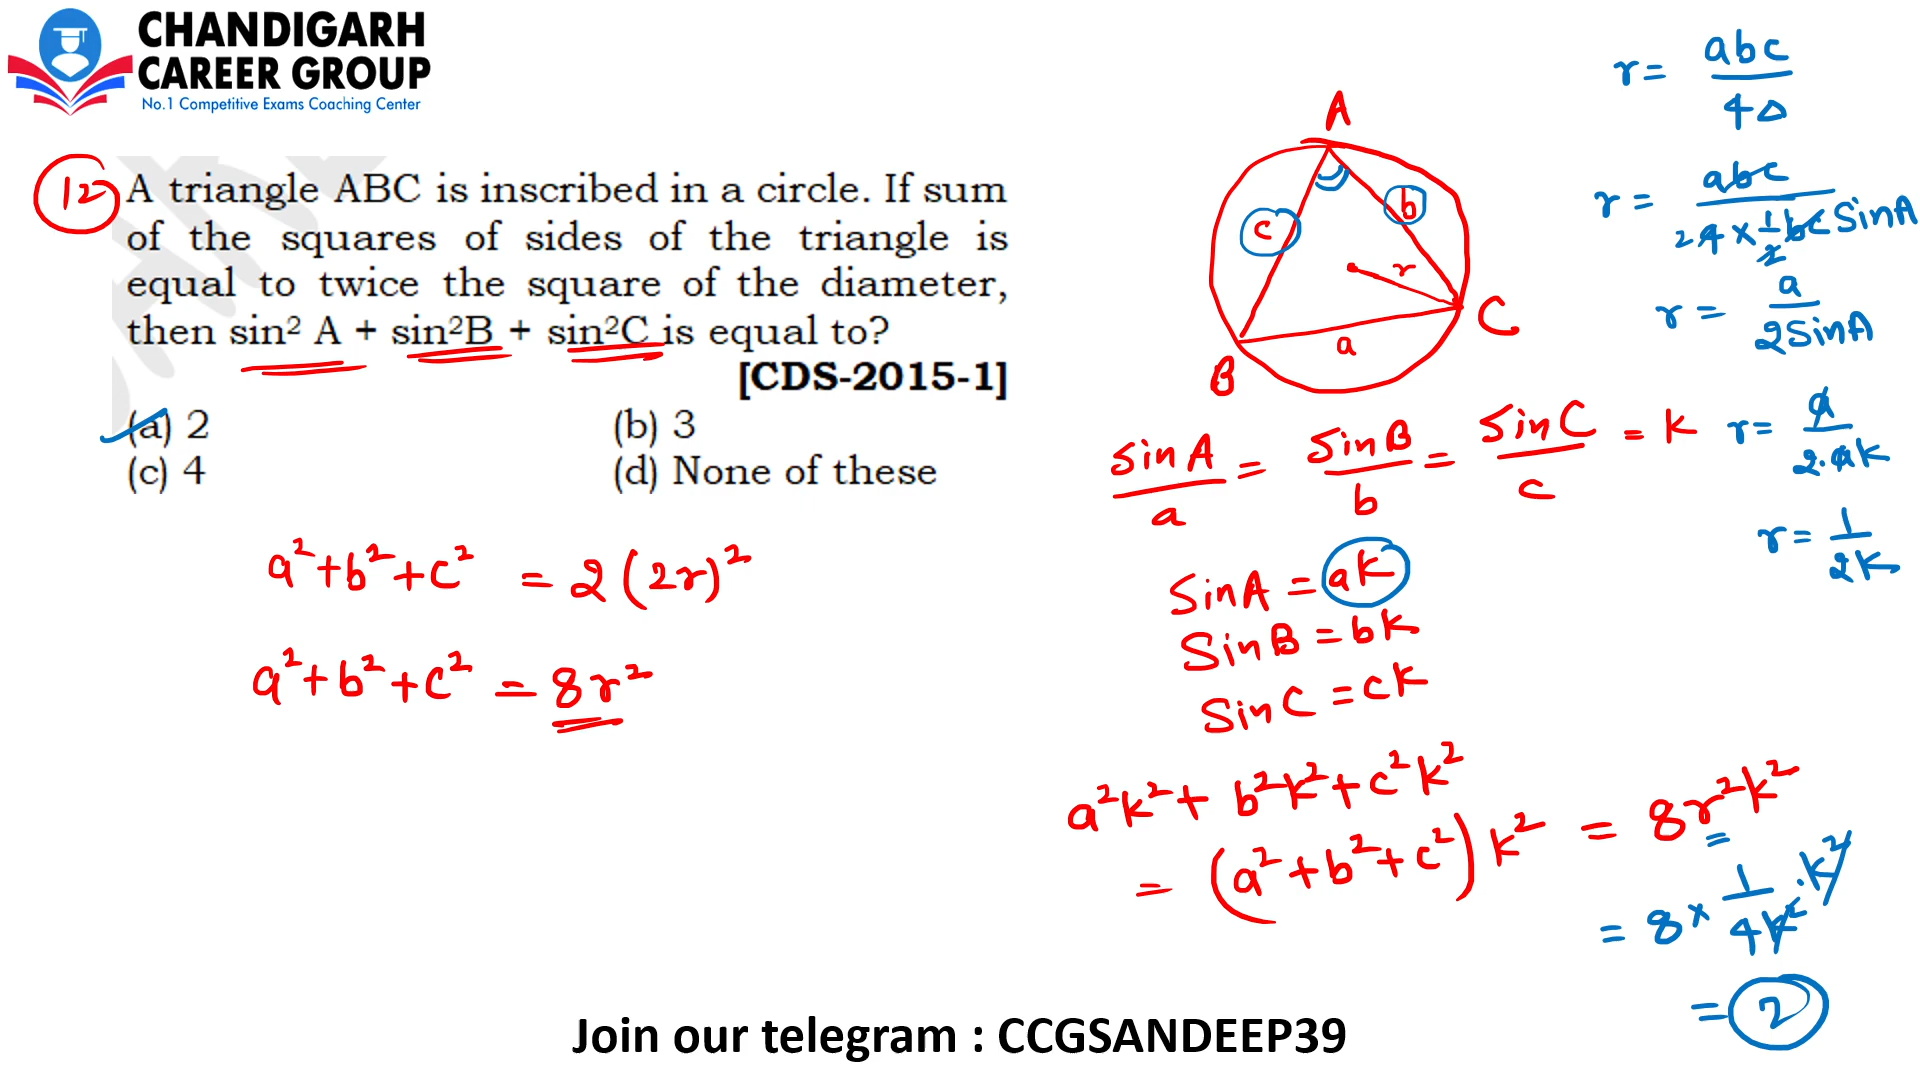 CHANDIGARH
CAREER GROUP
No.1 Competitive Exams Coaching Center
12 A triangle ABC is inscribed in a circle. If sum
of the squares of sides of the triangle is
equal to twice the square of the diameter,
then sin² A + sin²B + sin²C is equal to?
[CDS-2015-1]
(a) 2 (b) 3
(c) 4 (d) None of these
a² + b² + c² = 2 (2r)²
a² + b² + c² = 8r²
A
c
b
r
B
a
C
sinA/a = sinB/b = sinC/c = k
sinA = ak
sinB = bk
sinC = ck
a²k² + b²k² + c²k²
= (a² + b² + c²) k² = 8r²k²
= 8 × 1/4k² . k²
= 2
r = abc/4Δ
r = abc/4 × 1/2 bc sinA
2
r = a/2sinA
r = a/2.ak
r = 1/2k
Join our telegram : CCGSANDEEP39